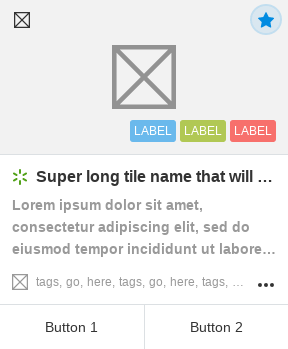 LABEL LABEL LABEL
Super long tile name that will ...
Lorem ipsum dolor sit amet,
consectetur adipiscing elit, sed do
eiusmod tempor incididunt ut labore...
tags, go, here, tags, go, here, tags, ...
Button 1 Button 2